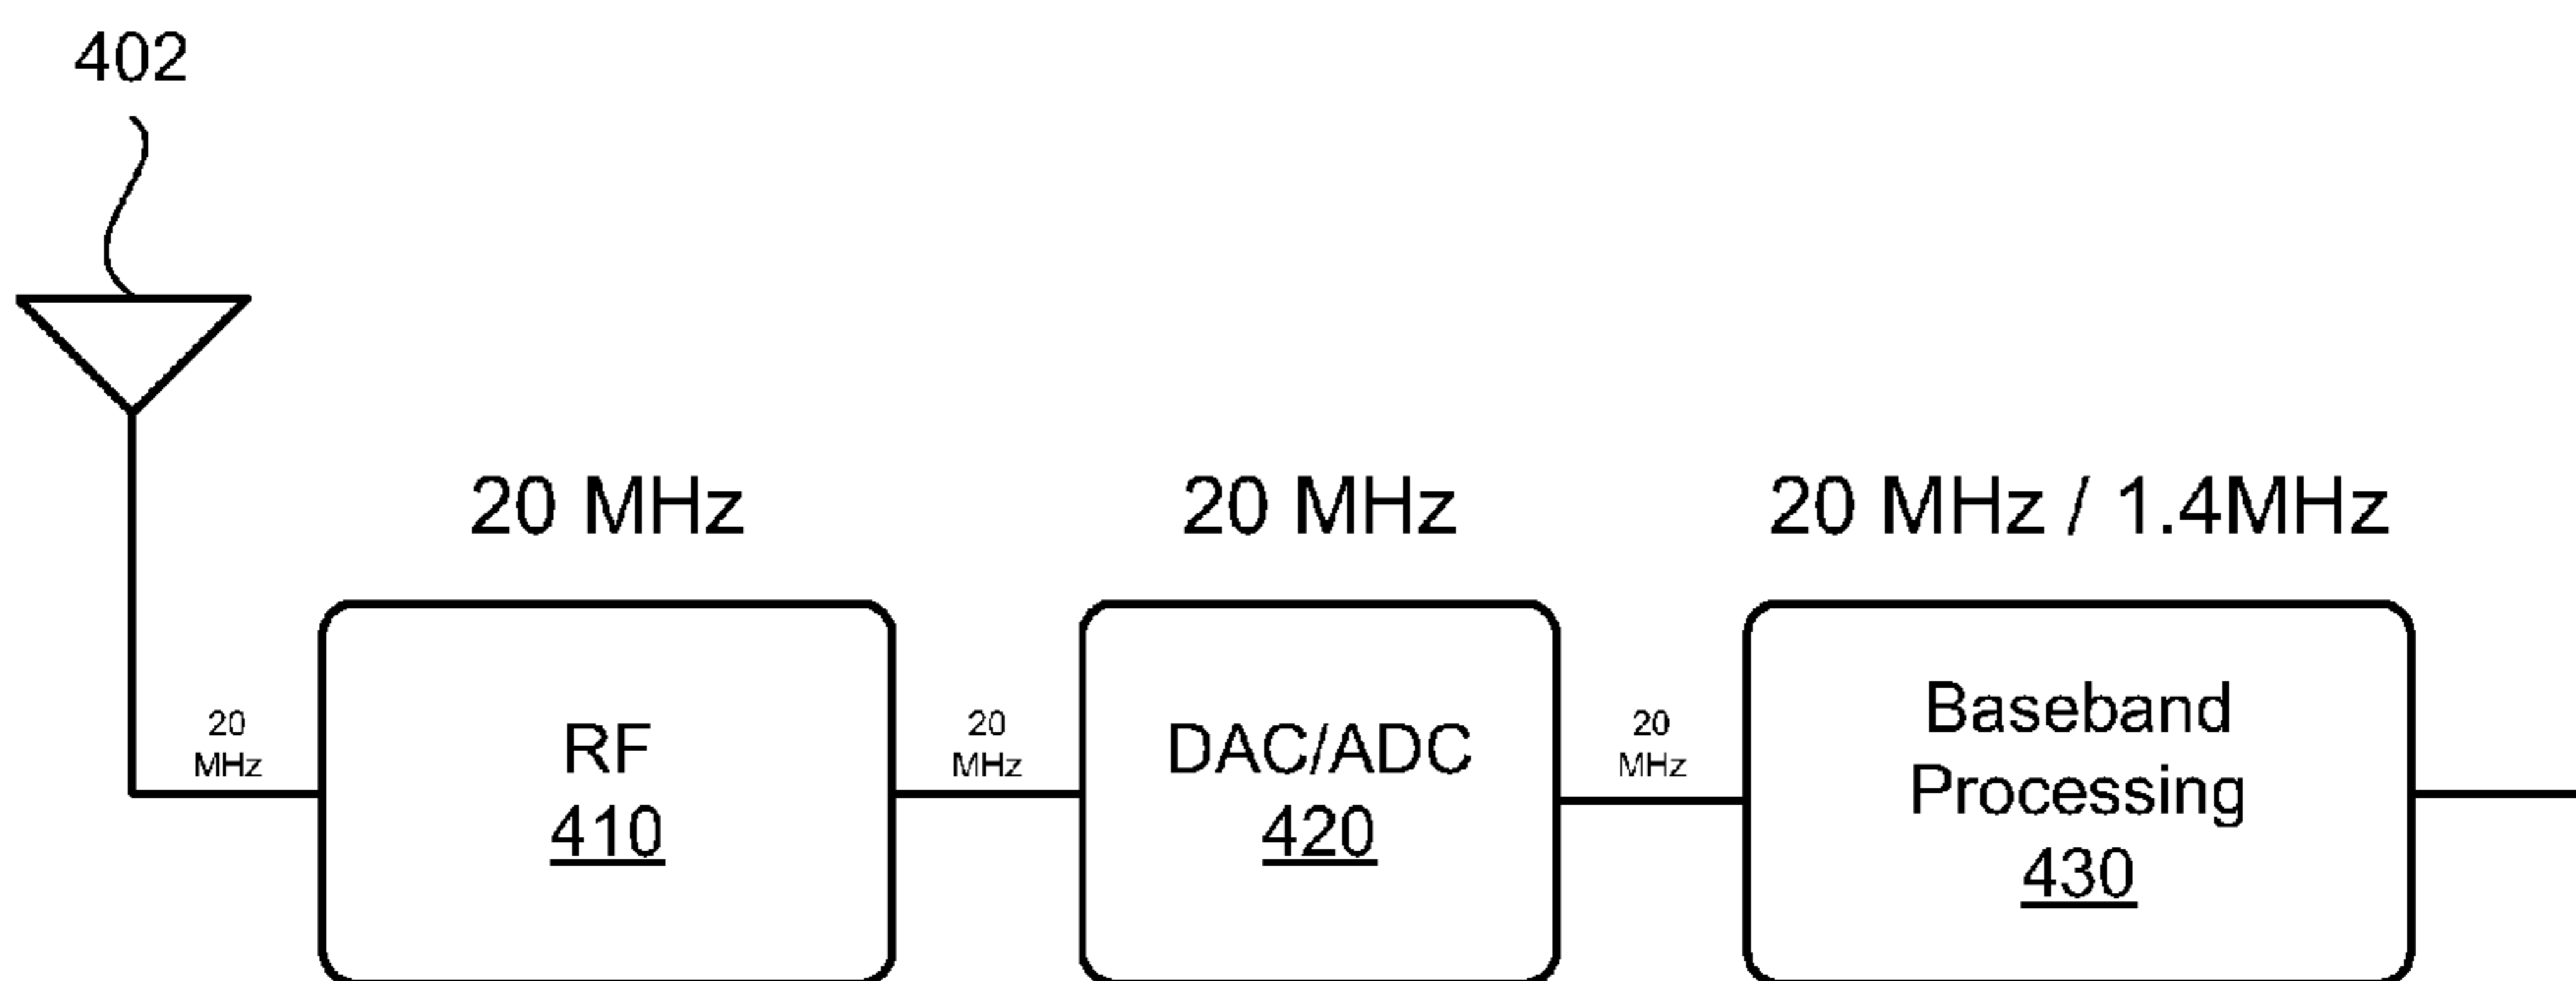 402
20 MHz
20 MHz
20 MHz / 1.4MHz
20
MHz
RF
410
20
MHz
DAC/ADC
420
20
MHz
Baseband
Processing
430